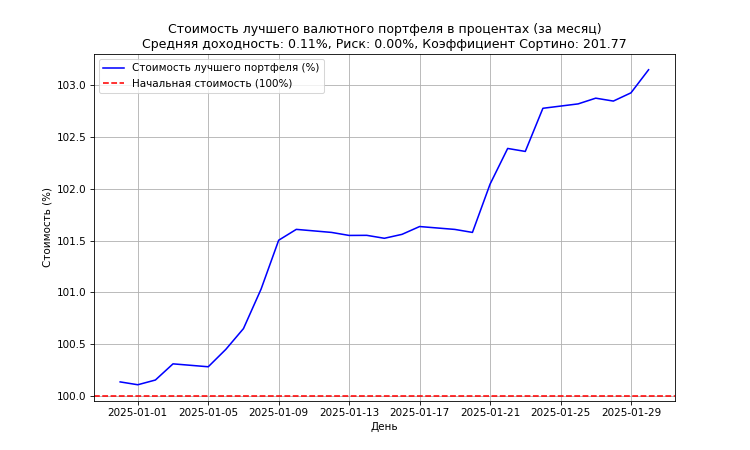 Стоимость лучшего валютного портфеля в процентах (за месяц)
Средняя доходность: 0.11%, Риск: 0.00%, Коэффициент Сортино: 201.77
Стоимость лучшего портфеля (%)
Начальная стоимость (100%)
103.0
102.5
102.0
101.5
101.0
100.5
100.0
Стоимость (%)
2025-01-01 2025-01-05 2025-01-09 2025-01-13 2025-01-17 2025-01-21 2025-01-25 2025-01-29
День